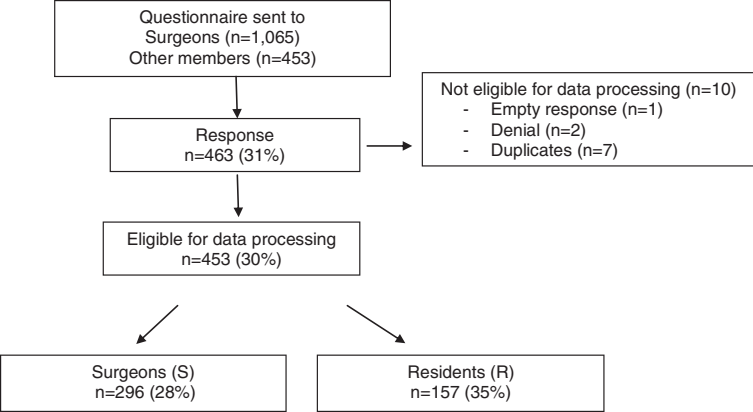 Questionnaire sent to
Surgeons (n=1,065)
Other members (n=453)
Not eligible for data processing (n=10)
- Empty response (n=1)
- Denial (n=2)
- Duplicates (n=7)
Response
n=463 (31%)
Eligible for data processing
n=453 (30%)
Surgeons (S)
n=296 (28%)
Residents (R)
n=157 (35%)